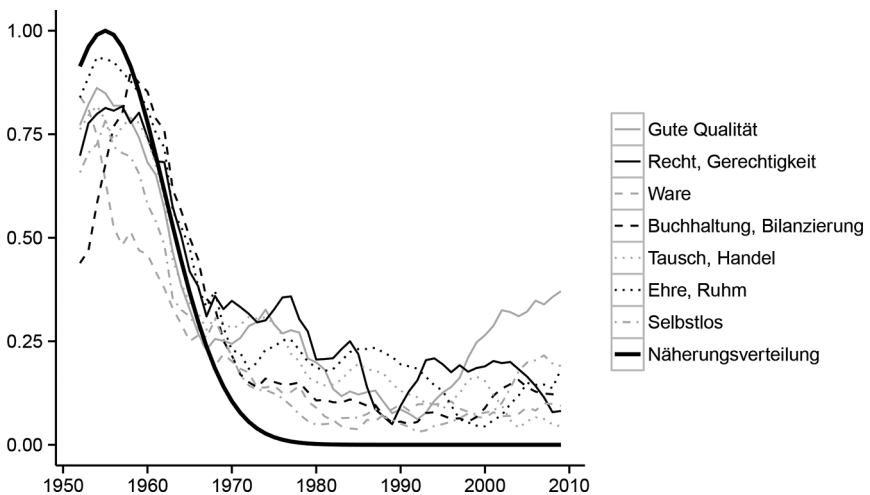 1.00
0.75
0.50
0.25
0.00
1950 1960 1970 1980 1990 2000 2010
Gute Qualität
Recht, Gerechtigkeit
Ware
Buchhaltung, Bilanzierung
Tausch, Handel
Ehre, Ruhm
Selbstlos
Näherungsverteilung